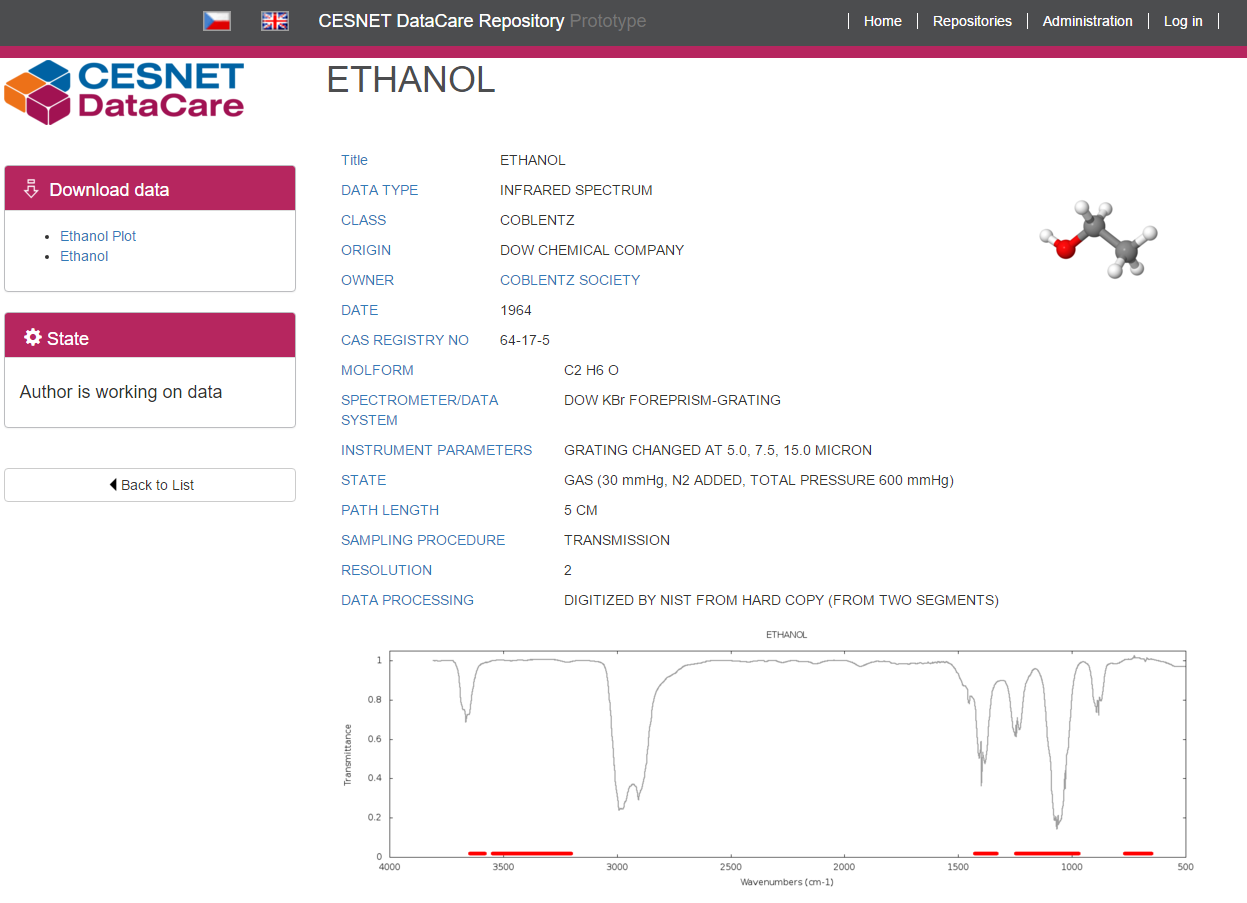 CESNET DataCare Repository Prototype
Home
Repositories
Administration
Log in
CESNET
DataCare
ETHANOL
Download data
Ethanol Plot
Ethanol
State
Author is working on data
Back to List
Title ETHANOL
DATA TYPE INFRARED SPECTRUM
CLASS COBLENTZ
ORIGIN DOW CHEMICAL COMPANY
OWNER COBLENTZ SOCIETY
DATE 1964
CAS REGISTRY NO 64-17-5
MOLFORM C2 H6 O
SPECTROMETER/DATA DOW KBr FOREPRISM-GRATING
SYSTEM
INSTRUMENT PARAMETERS GRATING CHANGED AT 5.0, 7.5, 15.0 MICRON
STATE GAS (30 mmHg, N2 ADDED, TOTAL PRESSURE 600 mmHg)
PATH LENGTH 5 CM
SAMPLING PROCEDURE TRANSMISSION
RESOLUTION 2
DATA PROCESSING DIGITIZED BY NIST FROM HARD COPY (FROM TWO SEGMENTS)
ETHANOL
Transmittance
1
0.8
0.6
0.4
0.2
0
4000 3500 3000 2500 2000 1500 1000 500
Wavenumbers (cm-1)